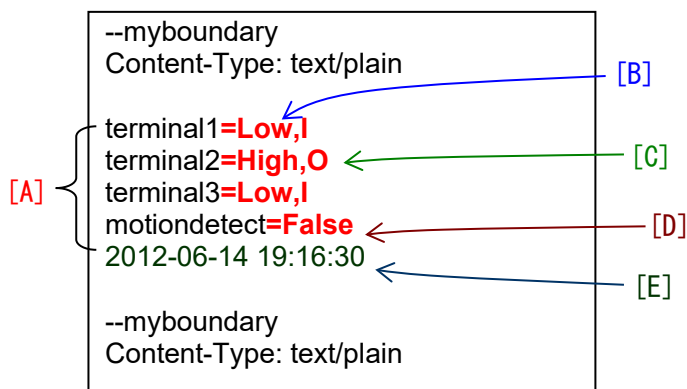 --myboundary
Content-Type: text/plain
[B]
terminal1=Low,I
terminal2=High,O
[C]
[A]
terminal3=Low,I
motiondetect=False
[D]
2012-06-14 19:16:30
[E]
--myboundary
Content-Type: text/plain